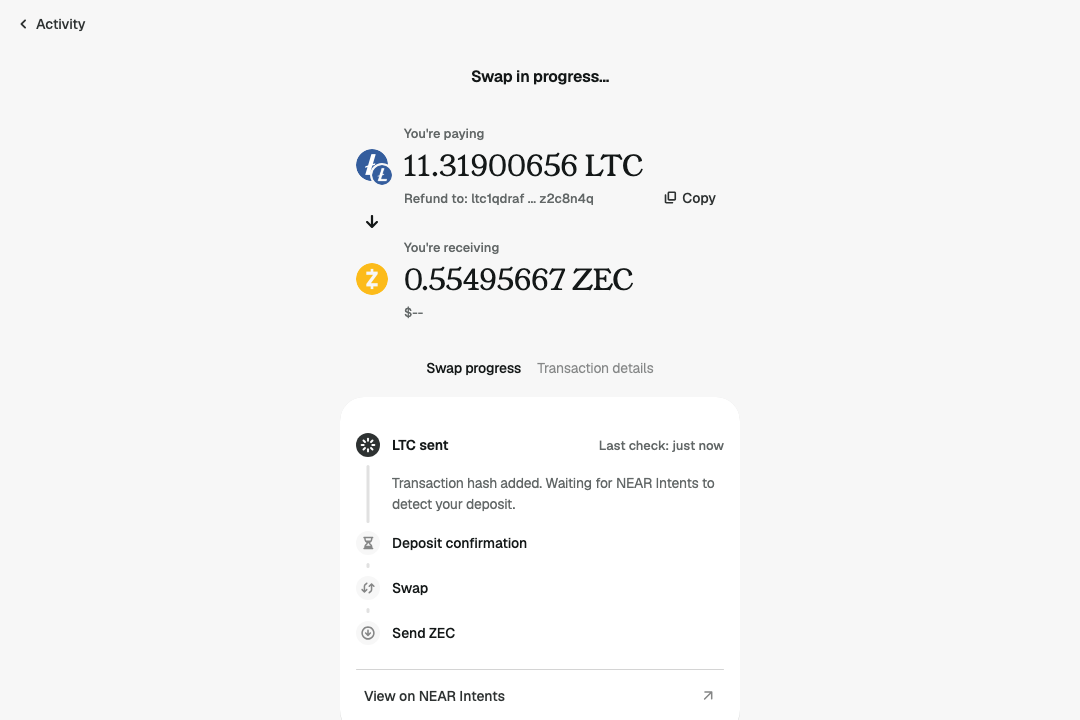 Activity
Swap in progress...
You're paying
11.31900656 LTC
Refund to: ltc1qdraf ... z2c8n4q
Copy
You're receiving
0.55495667 ZEC
$--
Swap progress
Transaction details
LTC sent
Last check: just now
Transaction hash added. Waiting for NEAR Intents to
detect your deposit.
Deposit confirmation
Swap
Send ZEC
View on NEAR Intents